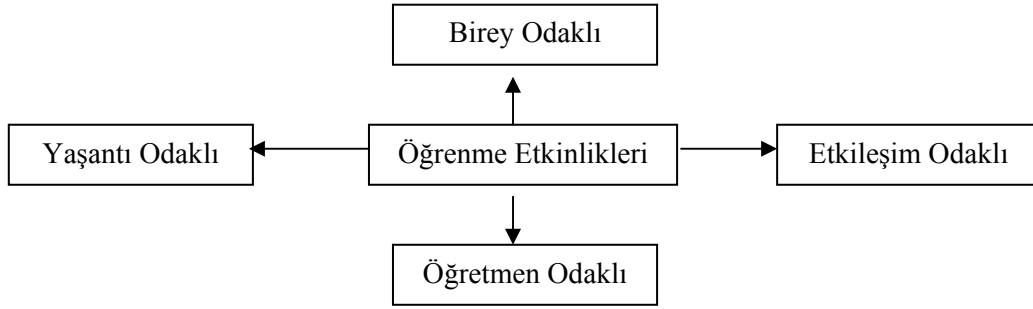 Birey Odaklı
Yaşantı Odaklı
Öğrenme Etkinlikleri
Etkileşim Odaklı
Öğretmen Odaklı